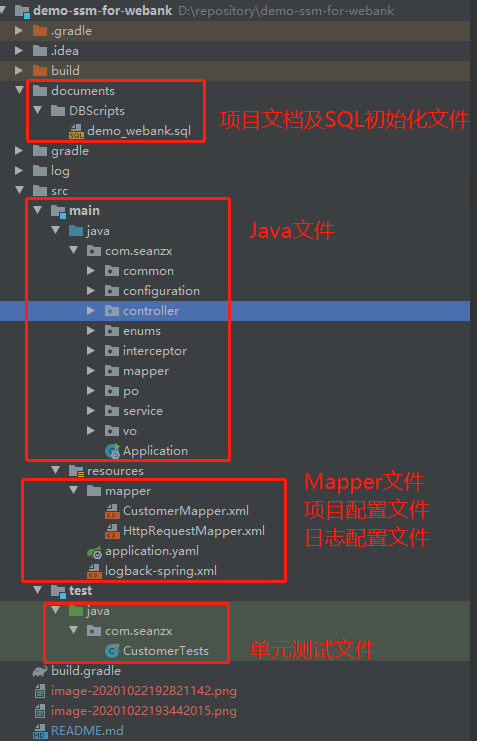 demo-ssm-for-webank D:\repository\demo-ssm-for-webank
.gradle
.idea
build
documents
DBScripts
demo_webank.sql
项目文档及SQL初始化文件
gradle
log
src
main
java
Java文件
com.seanzx
common
configuration
controller
enums
interceptor
mapper
po
service
vo
Application
resources
mapper
Mapper文件
CustomerMapper.xml
项目配置文件
HttpRequestMapper.xml
日志配置文件
application.yaml
logback-spring.xml
test
java
com.seanzx
CustomerTests
单元测试文件
build.gradle
image-20201022192821142.png
image-20201022193442015.png
README.md